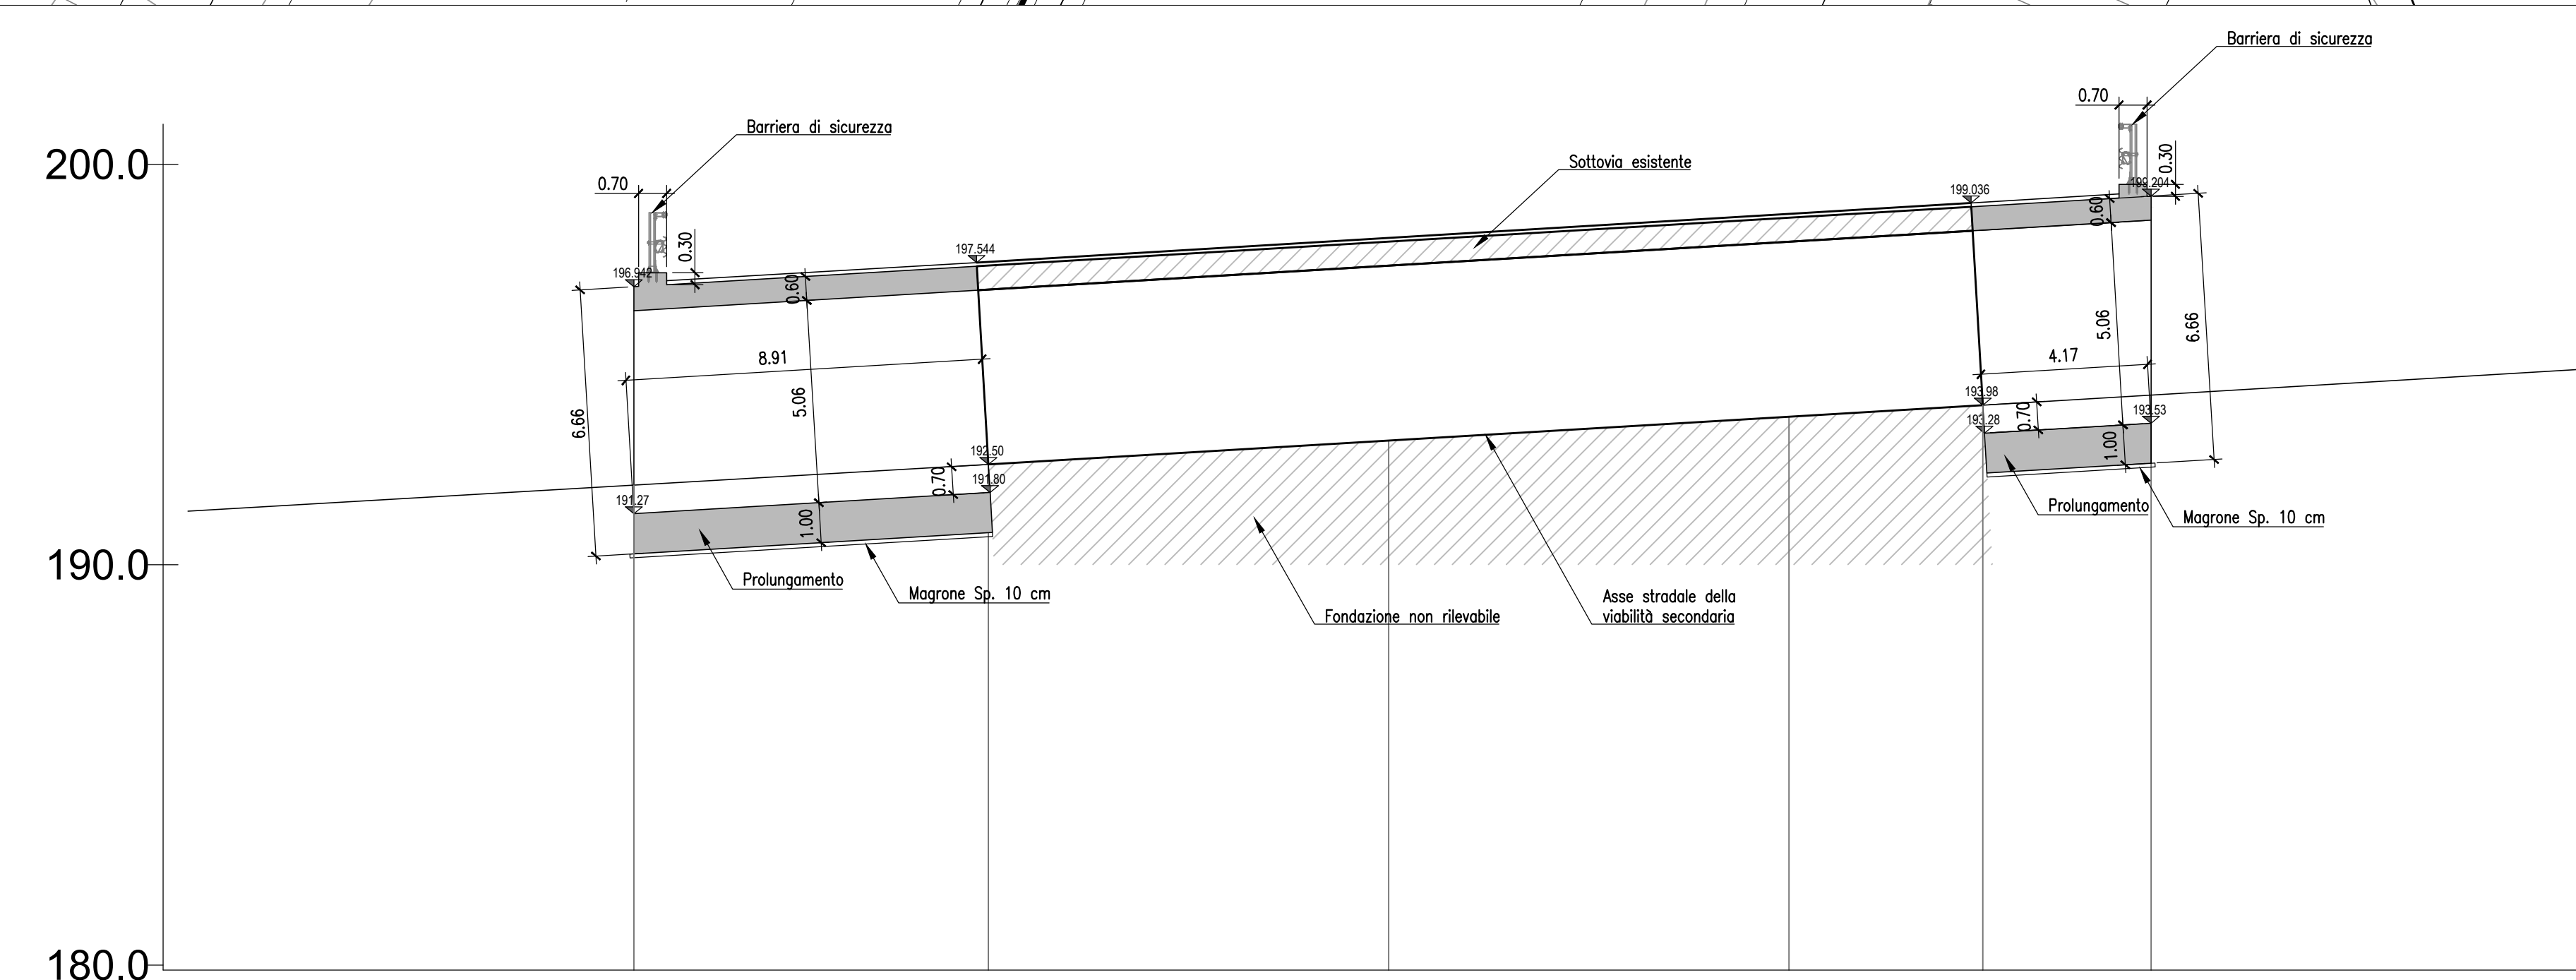 Barriera di sicurezza
0.70
Barriera di sicurezza
200.0
Sottovia esistente
0.30
0.70
199.036
199.204
0.60
0.30
197.544
196.942
0.60
6.66
5.06
8.91
4.17
5.06
6.66
193.98
193.28
0.70
193.53
1.00
192.50
191.80
0.70
191.27
1.00
Prolungamento
Magrone Sp. 10 cm
190.0
Prolungamento
Magrone Sp. 10 cm
Fondazione non rilevabile
Asse stradale della
viabilità secondaria
180.0